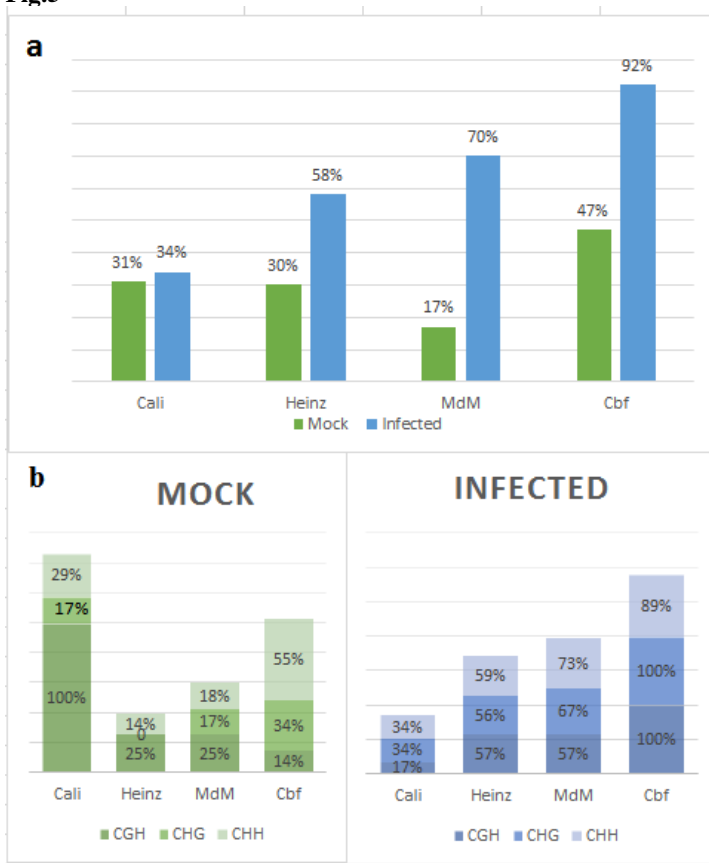 a
92%
70%
58%
47%
31% 34% 30%
17%
Cali Heinz MdM Cbf
Mock Infected
b
MOCK
29%
17%
100%
14%
0
25%
18%
17%
25%
55%
34%
14%
Cali Heinz MdM Cbf
CGH CHG CHH
INFECTED
34%
34%
17%
59%
56%
57%
73%
67%
57%
89%
100%
100%
Cali Heinz MdM Cbf
CGH CHG CHH